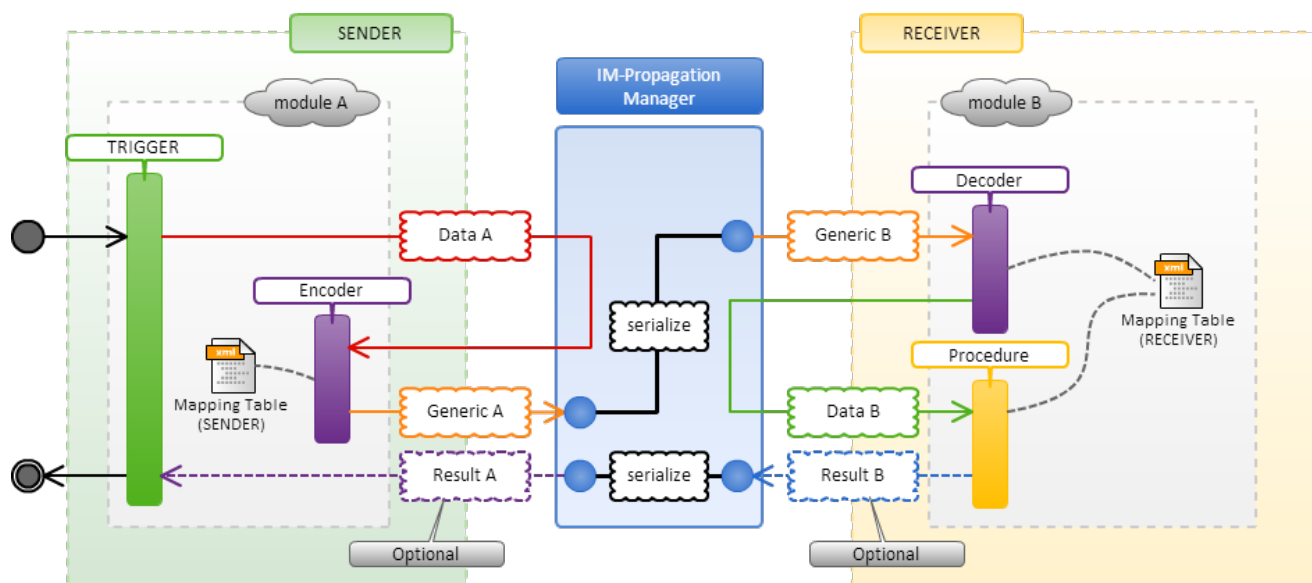 SENDER
RECEIVER
IM-Propagation
Manager
module A
module B
TRIGGER
Decoder
Data A
Generic B
xml
Encoder
serialize
Mapping Table
(RECEIVER)
xml
Procedure
Mapping Table
(SENDER)
Generic A
Data B
Result A
serialize
Result B
Optional
Optional